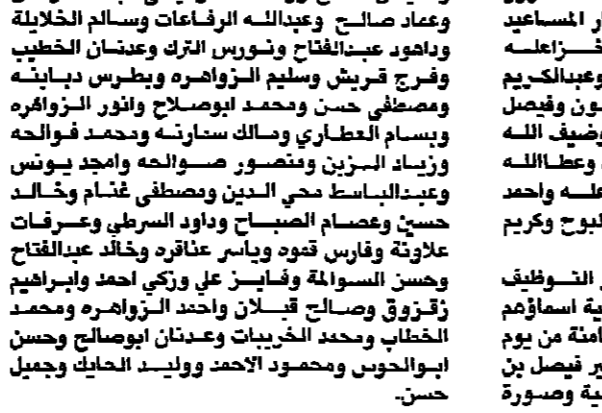 ر المساعيد
خزاعله
وعبدالكريم
ون وفيصل
وضيف الله
وعطاالله
عله واحمد
لبوح وكريم
التوظيف
ية اسماؤهم
امنة من يوم
ير فيصل بن
ية وصورة
وعماد صالح وعبدالله الرفاعات وسالم الخلايلة
وداهود عبدالفتاح ونورس الترك وعدنان الخطيب
وفرج قريش وسليم الزواهره وبطرس دبابنه
ومصطفى حسن ومحمد ابوصلاح وانور الزواهره
وبسام العطاري ومالك سنارته ومحمد فوالحه
وزياد المزين ومنصور صوالحه وامجد يونس
وعبدالباسط محي الدين ومصطفى غنام وخالد
حسين وعصام الصباح وداود السرطي وعرفات
علاونة وفارس قموه وياسر عناقره وخالد عبدالفتاح
وحسن السوالمة وفايز علي وزكي احمد وابراهيم
زقزوق وصالح قبلان واحمد الزواهره ومحمد
الخطاب ومحمد الخريبات وعدنان ابوصالح وحسن
ابوالحوس ومحمود الاحمد ووليد الحايك وجميل
حسن.